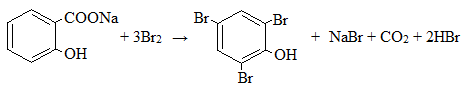 COONa
OH
+ 3Br2 →
Br
Br
OH
Br
+ NaBr + CO2 + 2HBr